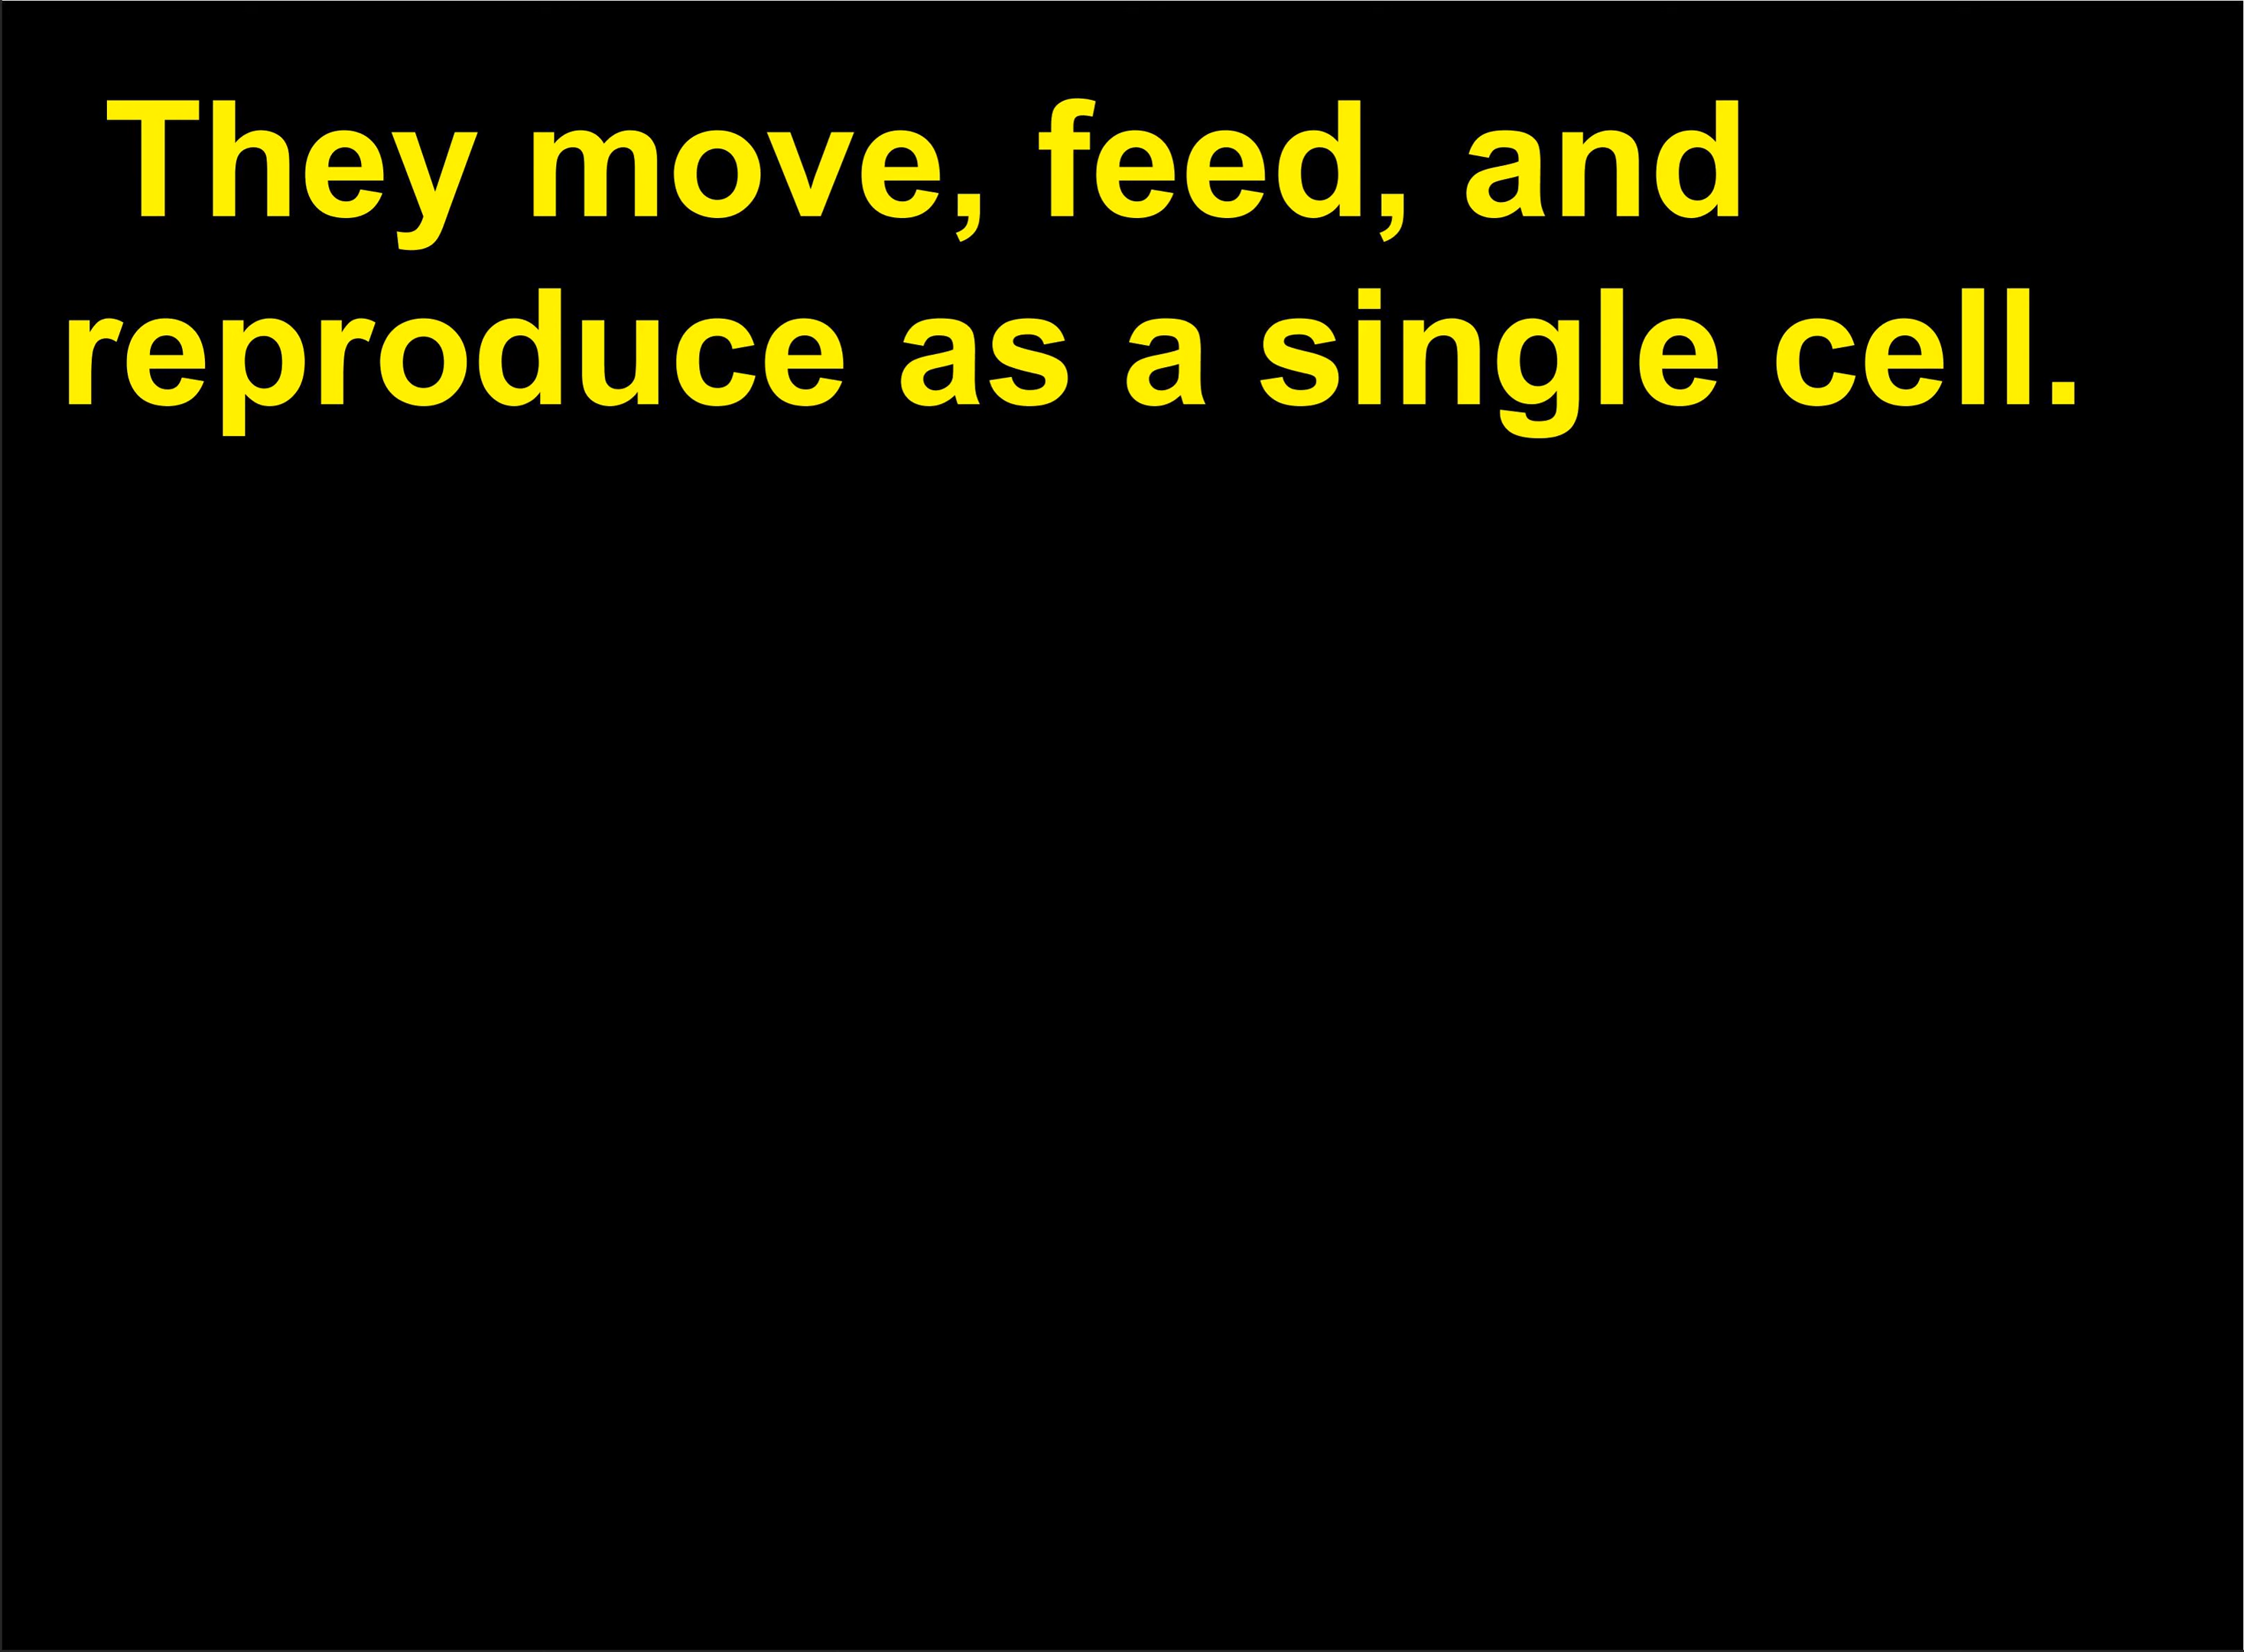 They move, feed, and
reproduce as a single cell.